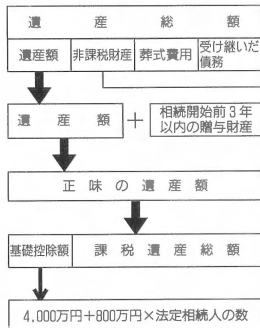 遺産総額
遺産額 非課税財産 葬式費用 受け継いだ
債務
遺産額 + 相続開始前3年
以内の贈与財産
正味の遺産額
基礎控除額 課税遺産総額
4,000万円+800万円×法定相続人の数